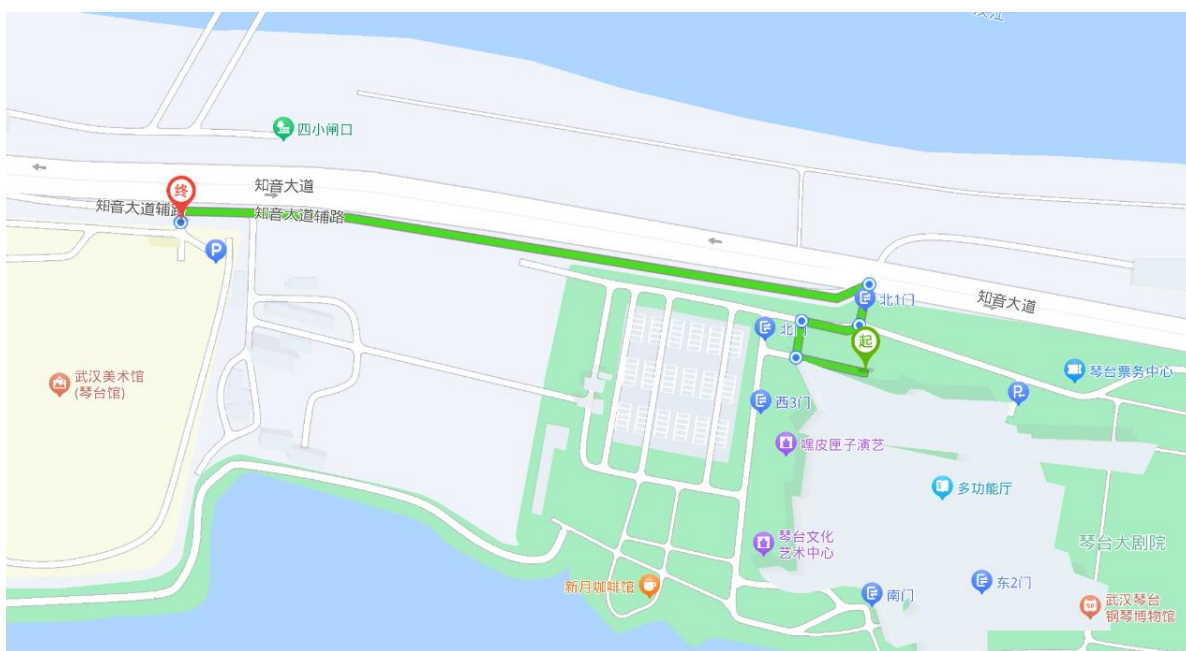 汉江
四小闸口
终
知音大道
知音大道辅路
知音大道辅路
P
北1门
知音大道
北门
起
琴台票务中心
P
武汉美术馆
(琴台馆)
西3门
嘿皮匣子演艺
多功能厅
琴台文化
艺术中心
琴台大剧院
新月咖啡馆
南门
东2门
武汉琴台
钢琴博物馆